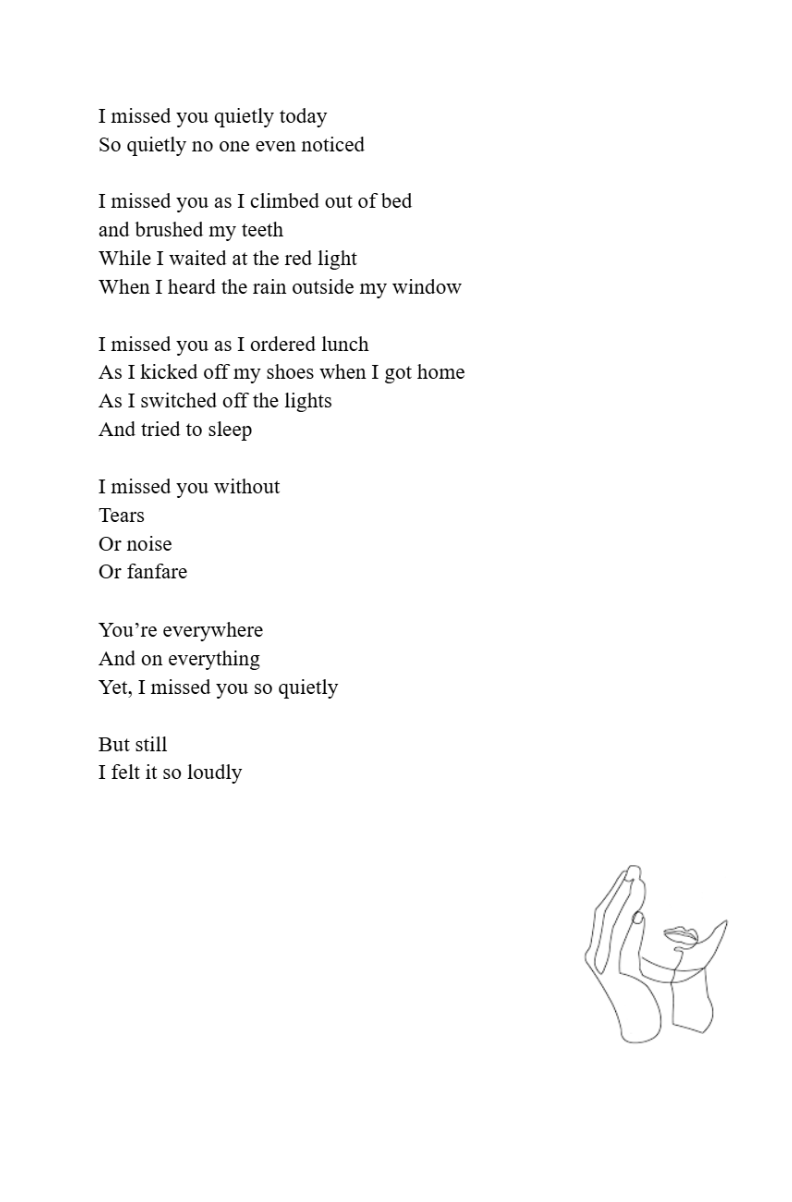 I missed you quietly today
So quietly no one even noticed
I missed you as I climbed out of bed
and brushed my teeth
While I waited at the red light
When I heard the rain outside my window
I missed you as I ordered lunch
As I kicked off my shoes when I got home
As I switched off the lights
And tried to sleep
I missed you without
Tears
Or noise
Or fanfare
You’re everywhere
And on everything
Yet, I missed you so quietly
But still
I felt it so loudly